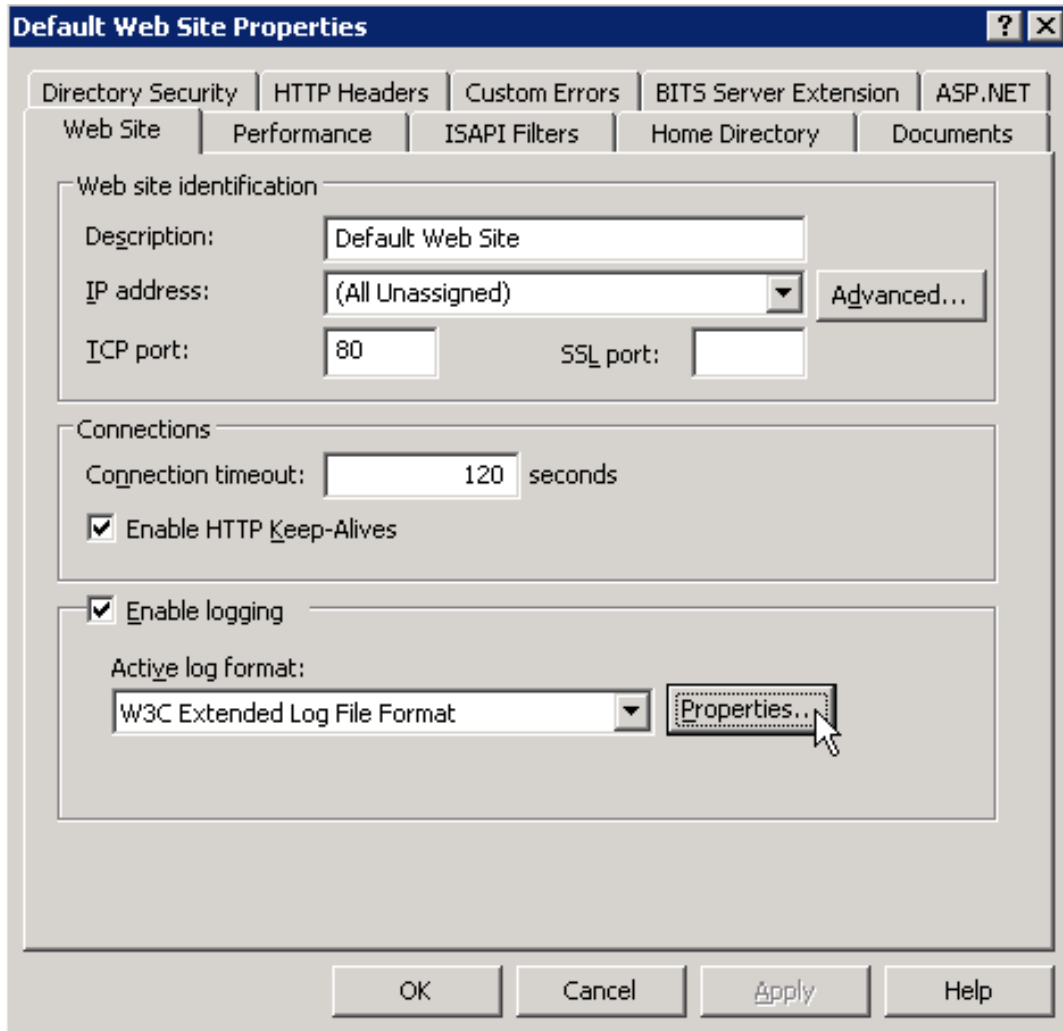 Default Web Site Properties
Directory Security HTTP Headers Custom Errors BITS Server Extension ASP.NET
Web Site Performance ISAPI Filters Home Directory Documents
Web site identification
Description: Default Web Site
IP address: (All Unassigned) Advanced...
TCP port: 80 SSL port:
Connections
Connection timeout: 120 seconds
Enable HTTP Keep-Alives
Enable logging
Active log format:
W3C Extended Log File Format Properties...
OK Cancel Apply Help